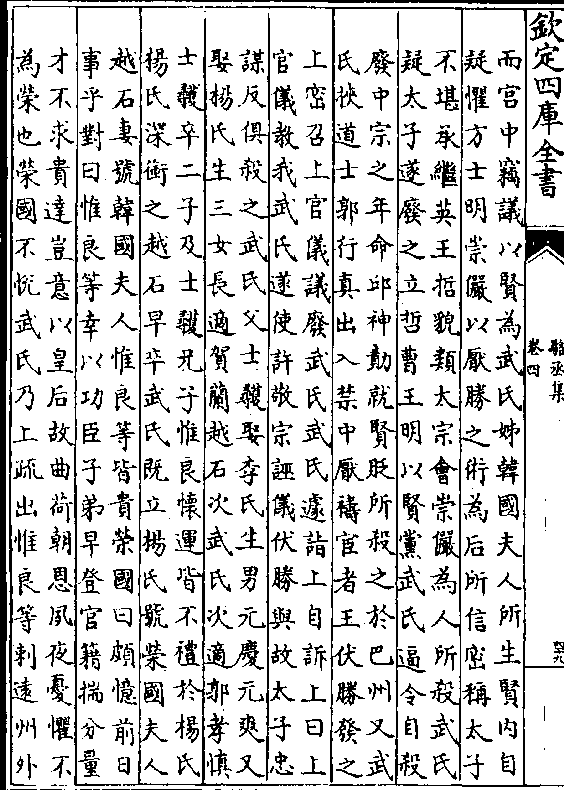 欽定四庫全書
卷四
而宫中竊議以賢為武氏姊韓國夫人所生賢内自
疑懼方士明崇儼以厭勝之術為后所信密稱太子
不堪承繼英王哲貌類太宗會崇儼為人所殺武氏
疑太子遂廢之立哲曹王明以賢黨武氏逼令自殺
廢中宗之年命邱神勣就賢貶所殺之於巴州又武
氏挾道士郭行真出入禁中厭禱宦者王伏勝發之
上密召上官儀議廢武氏武氏遽詣上自訴上曰上
官儀教我武氏遂使許敬宗誣儀伏勝與故太子忠
謀反俱殺之武氏父士彠娶李氏生男元慶元爽又
娶楊氏生三女長適賀蘭越石次武氏次適郭孝慎
士彠卒二子及士彠兄子惟良懷運皆不禮於楊氏
楊氏深銜之越石早卒武氏既立楊氏號榮國夫人
越石妻號韓國夫人惟良等皆貴榮國曰頗憶前日
事乎對曰惟良等幸以功臣子弟早登官籍揣分量
才不求貴達豈意以皇后故曲荷朝恩夙夜憂懼不
為榮也榮國不悅武氏乃上疏出惟良等刺遠州外